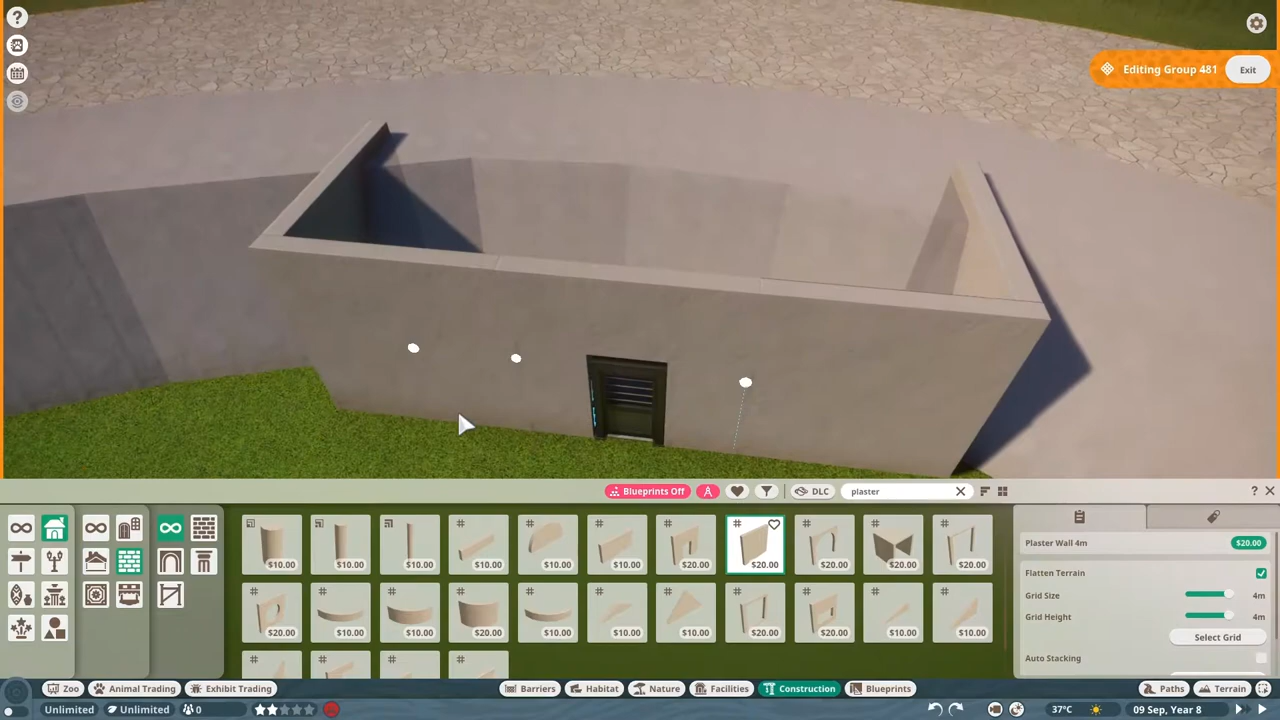 ?
Editing Group 481
Exit
Blueprints Off
DLC
plaster
?
$10.00
$10.00
$10.00
$10.00
$10.00
$10.00
$20.00
$20.00
$20.00
$20.00
$20.00
Plaster Wall 4m
$20.00
Flatten Terrain
Grid Size
4m
Grid Height
4m
Select Grid
Auto Stacking
$20.00
$10.00
$10.00
$20.00
$10.00
$10.00
$10.00
$20.00
$20.00
$10.00
$10.00
Zoo
Animal Trading
Exhibit Trading
Barriers
Habitat
Nature
Facilities
Construction
Blueprints
Paths
Terrain
Unlimited
Unlimited
0
37°C
09 Sep, Year 8